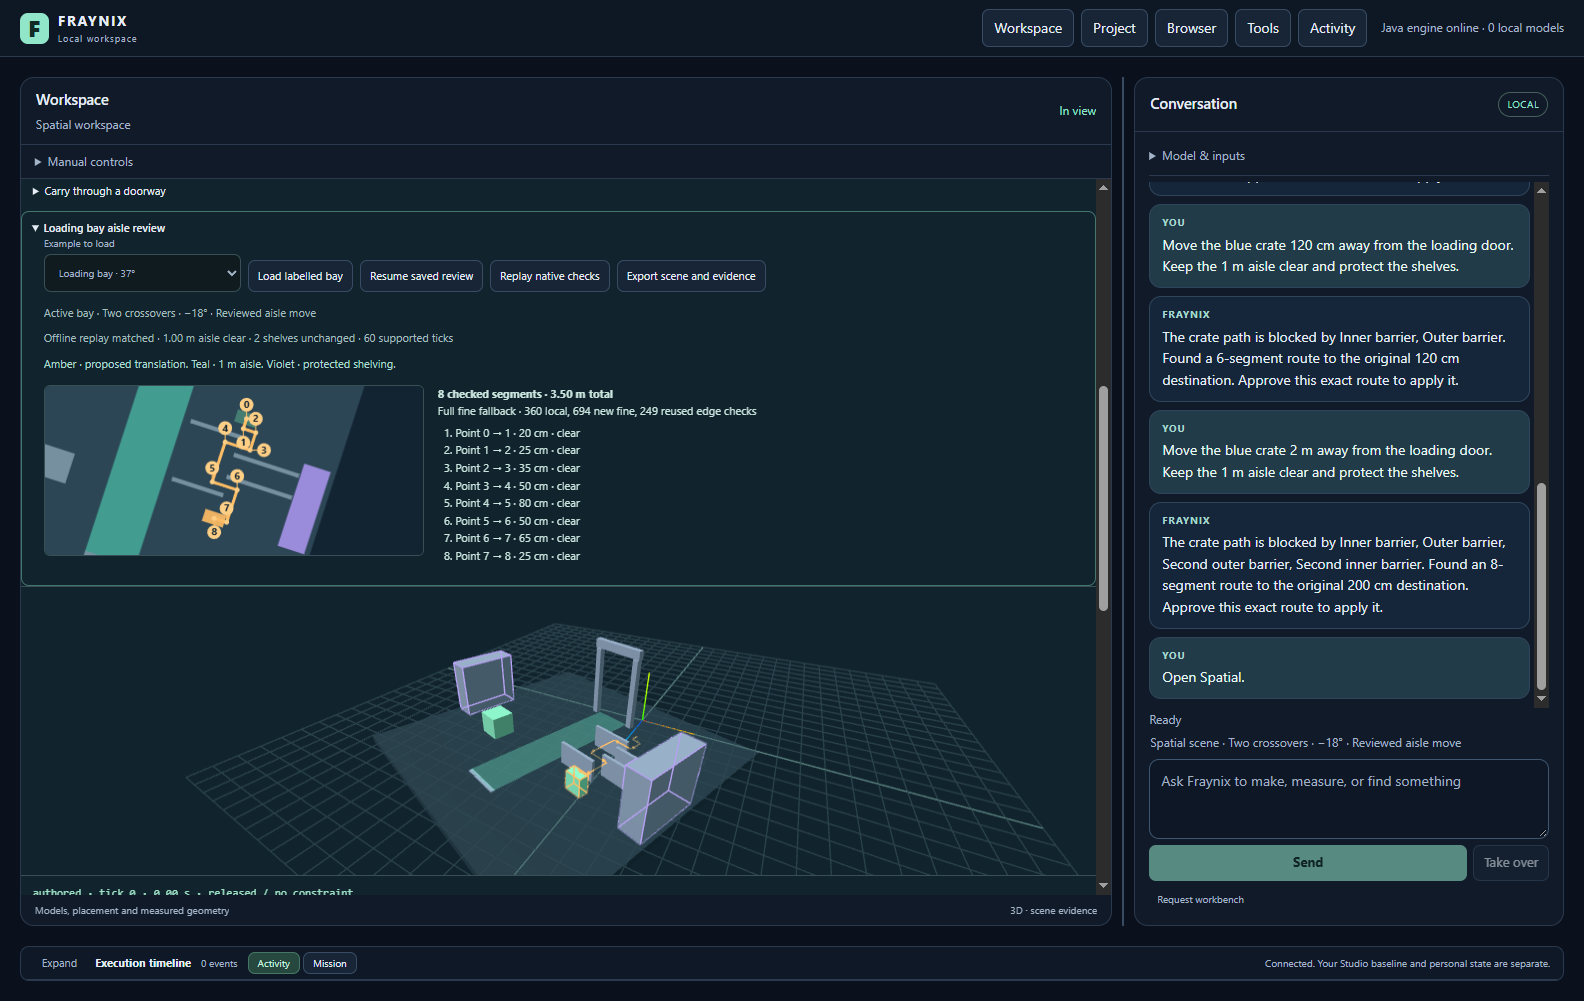 F
FRAYNIX
Local workspace
Workspace
Project
Browser
Tools
Activity
Java engine online · 0 local models
Workspace
Spatial workspace
In view
Manual controls
Carry through a doorway
Loading bay aisle review
Example to load
Loading bay · 37°
Load labelled bay
Resume saved review
Replay native checks
Export scene and evidence
Active bay · Two crossovers · −18° · Reviewed aisle move
Offline replay matched · 1.00 m aisle clear · 2 shelves unchanged · 60 supported ticks
Amber · proposed translation. Teal · 1 m aisle. Violet · protected shelving.
0
2
4
1
3
5
6
7
8
8 checked segments · 3.50 m total
Full fine fallback · 360 local, 694 new fine, 249 reused edge checks
1. Point 0 → 1 · 20 cm · clear
2. Point 1 → 2 · 25 cm · clear
3. Point 2 → 3 · 35 cm · clear
4. Point 3 → 4 · 50 cm · clear
5. Point 4 → 5 · 80 cm · clear
6. Point 5 → 6 · 50 cm · clear
7. Point 6 → 7 · 65 cm · clear
8. Point 7 → 8 · 25 cm · clear
authored · tick 0 · 0.00 s · released / no constraint
Models, placement and measured geometry
3D · scene evidence
Conversation
LOCAL
Model & inputs
YOU
Move the blue crate 120 cm away from the loading door.
Keep the 1 m aisle clear and protect the shelves.
FRAYNIX
The crate path is blocked by Inner barrier, Outer barrier.
Found a 6-segment route to the original 120 cm
destination. Approve this exact route to apply it.
YOU
Move the blue crate 2 m away from the loading door.
Keep the 1 m aisle clear and protect the shelves.
FRAYNIX
The crate path is blocked by Inner barrier, Outer barrier,
Second outer barrier, Second inner barrier. Found an 8-
segment route to the original 200 cm destination.
Approve this exact route to apply it.
YOU
Open Spatial.
Ready
Spatial scene · Two crossovers · −18° · Reviewed aisle move
Ask Fraynix to make, measure, or find something
Send
Take over
Request workbench
Expand
Execution timeline
0 events
Activity
Mission
Connected. Your Studio baseline and personal state are separate.